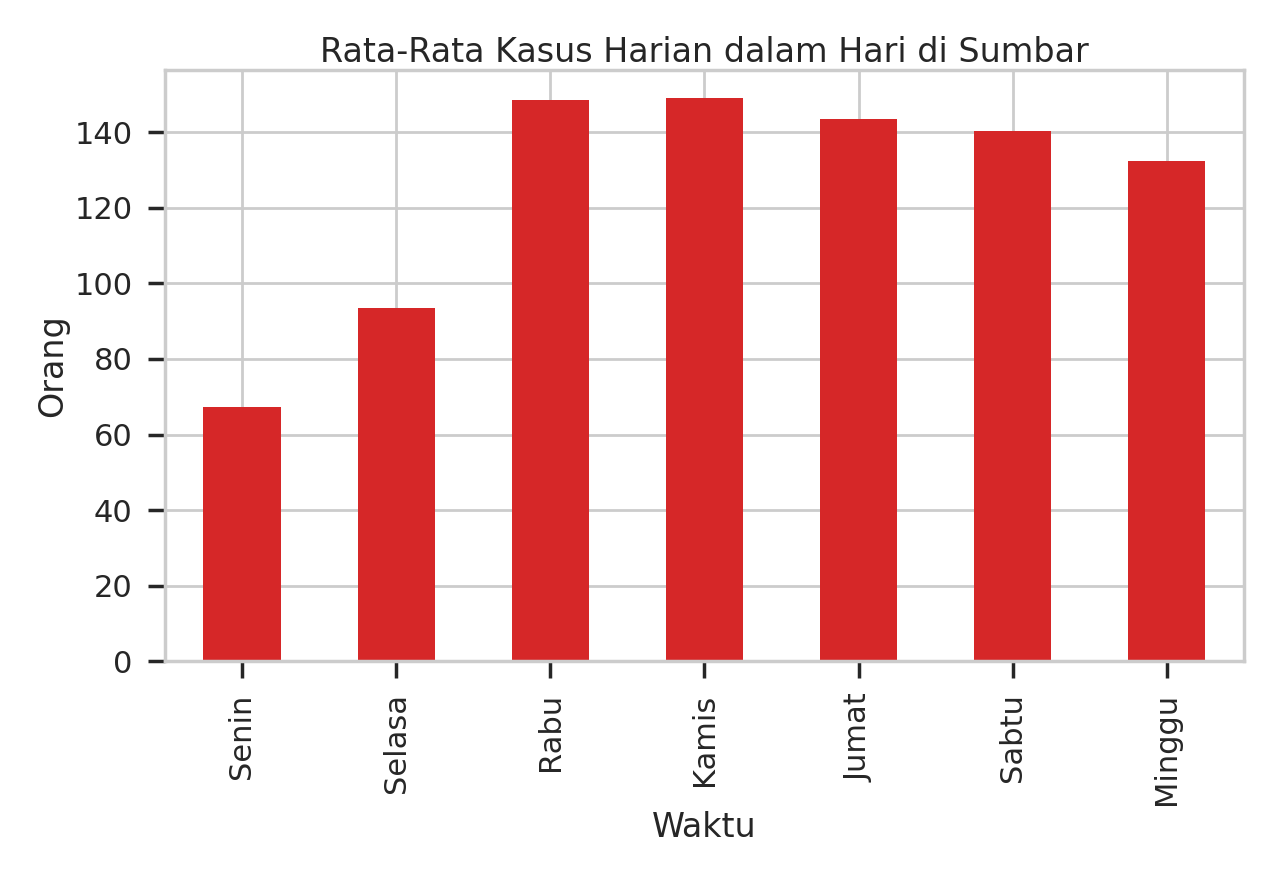 Rata-Rata Kasus Harian dalam Hari di Sumbar
Orang
140
120
100
80
60
40
20
0
Senin
Selasa
Rabu
Kamis
Jumat
Sabtu
Minggu
Waktu